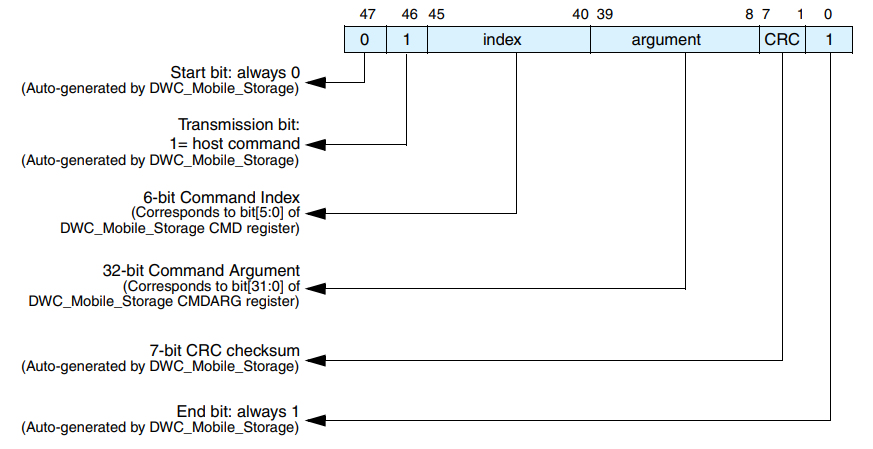 47 46 45 40 39 8 7 1 0
0 1 index argument CRC 1
Start bit: always 0
(Auto-generated by DWC_Mobile_Storage)
Transmission bit:
1= host command
(Auto-generated by DWC_Mobile_Storage)
6-bit Command Index
(Corresponds to bit[5:0] of
DWC_Mobile_Storage CMD register)
32-bit Command Argument
(Corresponds to bit[31:0] of
DWC_Mobile_Storage CMDARG register)
7-bit CRC checksum
(Auto-generated by DWC_Mobile_Storage)
End bit: always 1
(Auto-generated by DWC_Mobile_Storage)